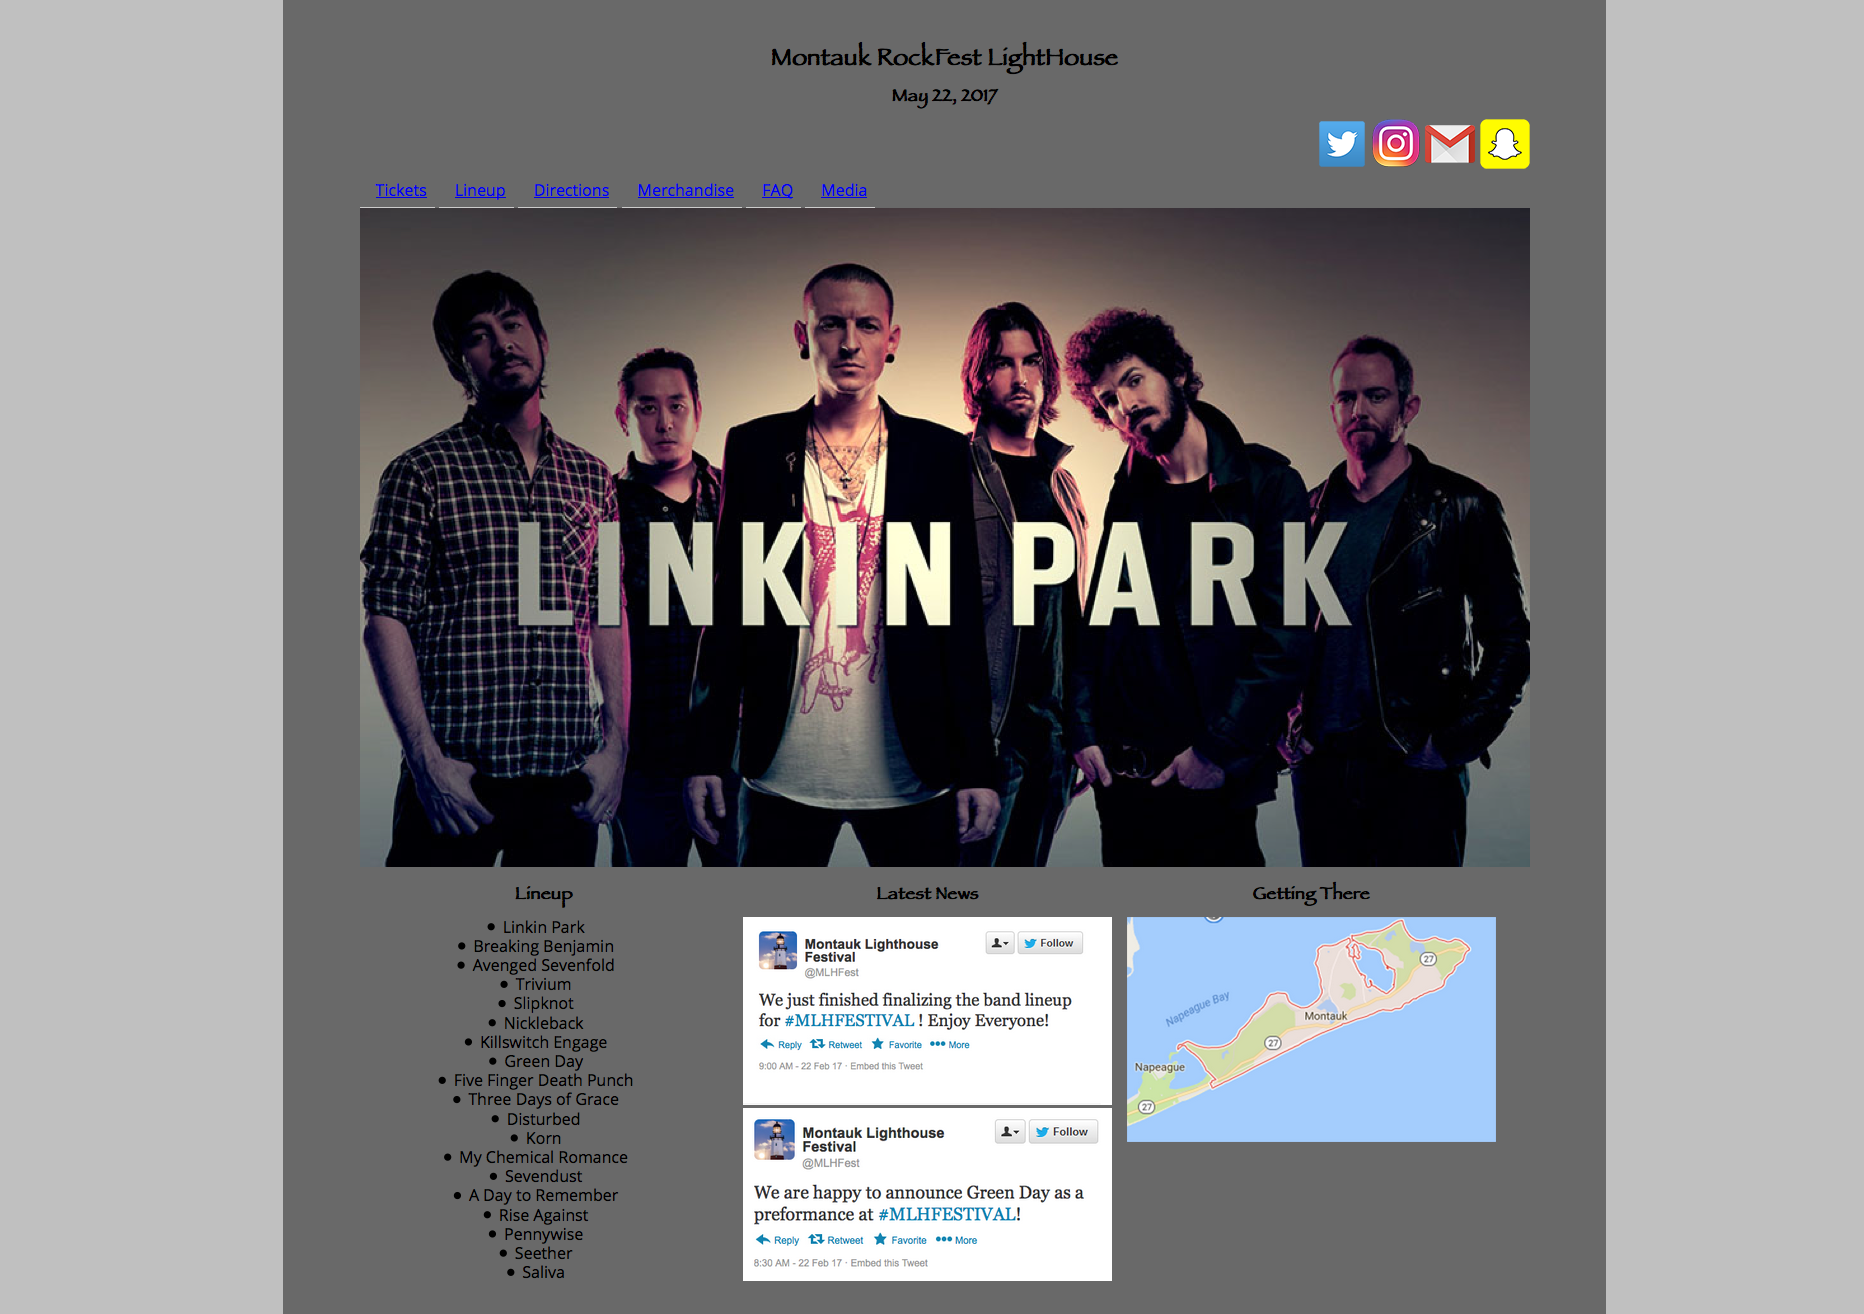 Montauk RockFest LightHouse
May 22, 2017
Tickets Lineup Directions Merchandise FAQ Media
LINKIN PARK
Lineup
Linkin Park
Breaking Benjamin
Avenged Sevenfold
Trivium
Slipknot
Nickleback
Killswitch Engage
Green Day
Five Finger Death Punch
Three Days of Grace
Disturbed
Korn
My Chemical Romance
Sevendust
A Day to Remember
Rise Against
Pennywise
Seether
Saliva
Latest News
Montauk Lighthouse
Festival
@MLHFest
Follow
We just finished finalizing the band lineup
for #MLHFESTIVAL ! Enjoy Everyone!
Reply Retweet Favorite More
9:00 AM - 22 Feb 17 · Embed this Tweet
Montauk Lighthouse
Festival
@MLHFest
Follow
We are happy to announce Green Day as a
preformance at #MLHFESTIVAL!
Reply Retweet Favorite More
8:30 AM - 22 Feb 17 · Embed this Tweet
Getting There
27
Napeague Bay
Montauk
27
Napeague
27